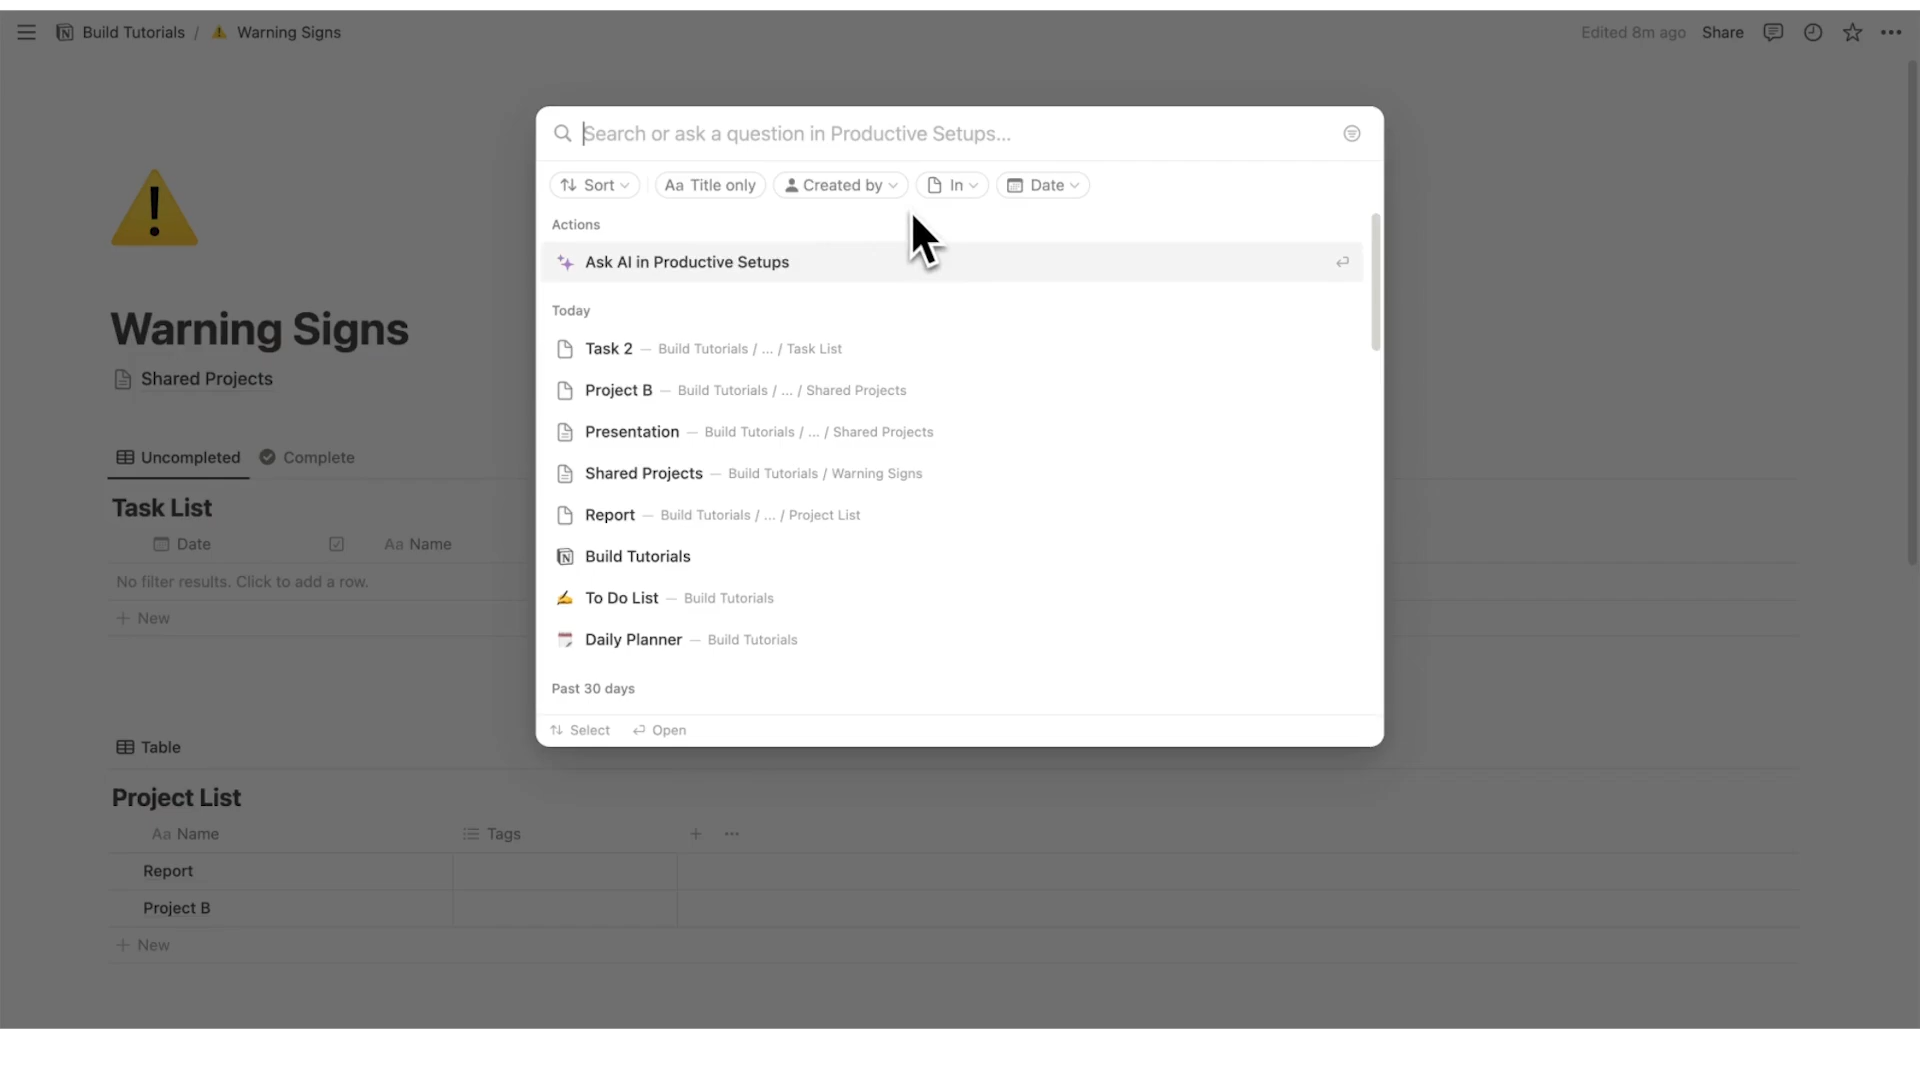 Build Tutorials / Warning Signs
Edited 8m ago Share
Search or ask a question in Productive Setups...
Sort Aa Title only Created by In Date
Actions
Ask AI in Productive Setups
Today
Task 2 — Build Tutorials / ... / Task List
Project B — Build Tutorials / ... / Shared Projects
Presentation — Build Tutorials / ... / Shared Projects
Shared Projects — Build Tutorials / Warning Signs
Report — Build Tutorials / ... / Project List
Build Tutorials
To Do List — Build Tutorials
Daily Planner — Build Tutorials
Past 30 days
Select Open
Warning Signs
Shared Projects
Uncompleted Complete
Task List
Date Aa Name
No filter results. Click to add a row.
+ New
Table
Project List
Aa Name Tags + ...
Report
Project B
+ New